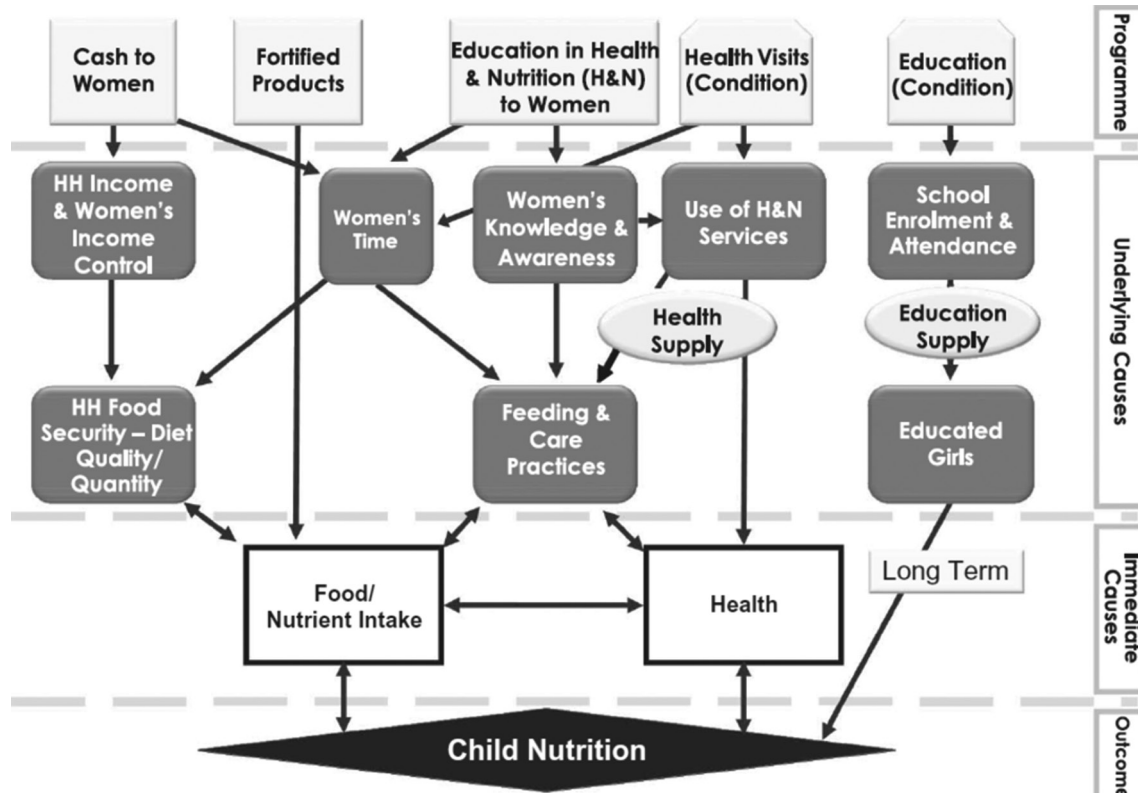 Cash to
Women
Fortified
Products
Education in Health
& Nutrition (H&N)
to Women
Health Visits
(Condition)
Education
(Condition)
Programme
HH Income
& Women's
Income
Control
Women's
Time
Women's
Knowledge &
Awareness
Use of H&N
Services
School
Enrolment &
Attendance
Underlying Causes
Health
Supply
Education
Supply
HH Food
Security – Diet
Quality/
Quantity
Feeding &
Care
Practices
Educated
Girls
Food/
Nutrient Intake
Health
Long Term
Immediate
Causes
Child Nutrition
Outcome